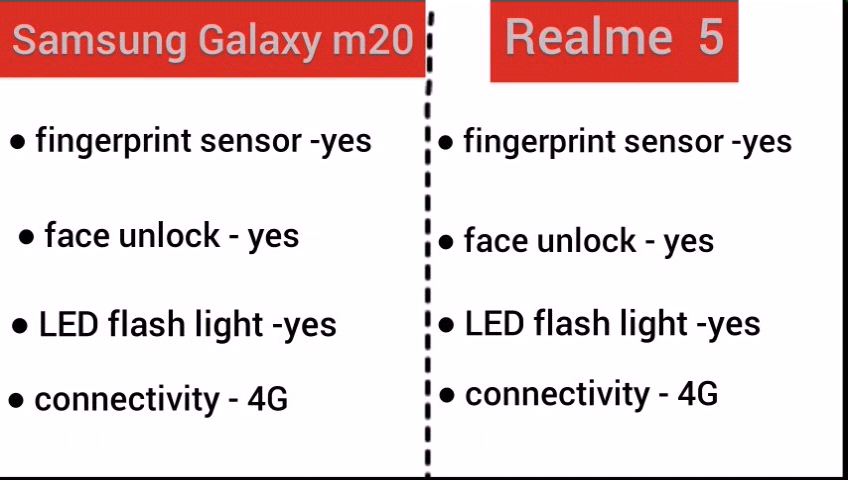 Samsung Galaxy m20
● fingerprint sensor -yes
● face unlock - yes
● LED flash light -yes
● connectivity - 4G
Realme 5
● fingerprint sensor -yes
● face unlock - yes
● LED flash light -yes
● connectivity - 4G